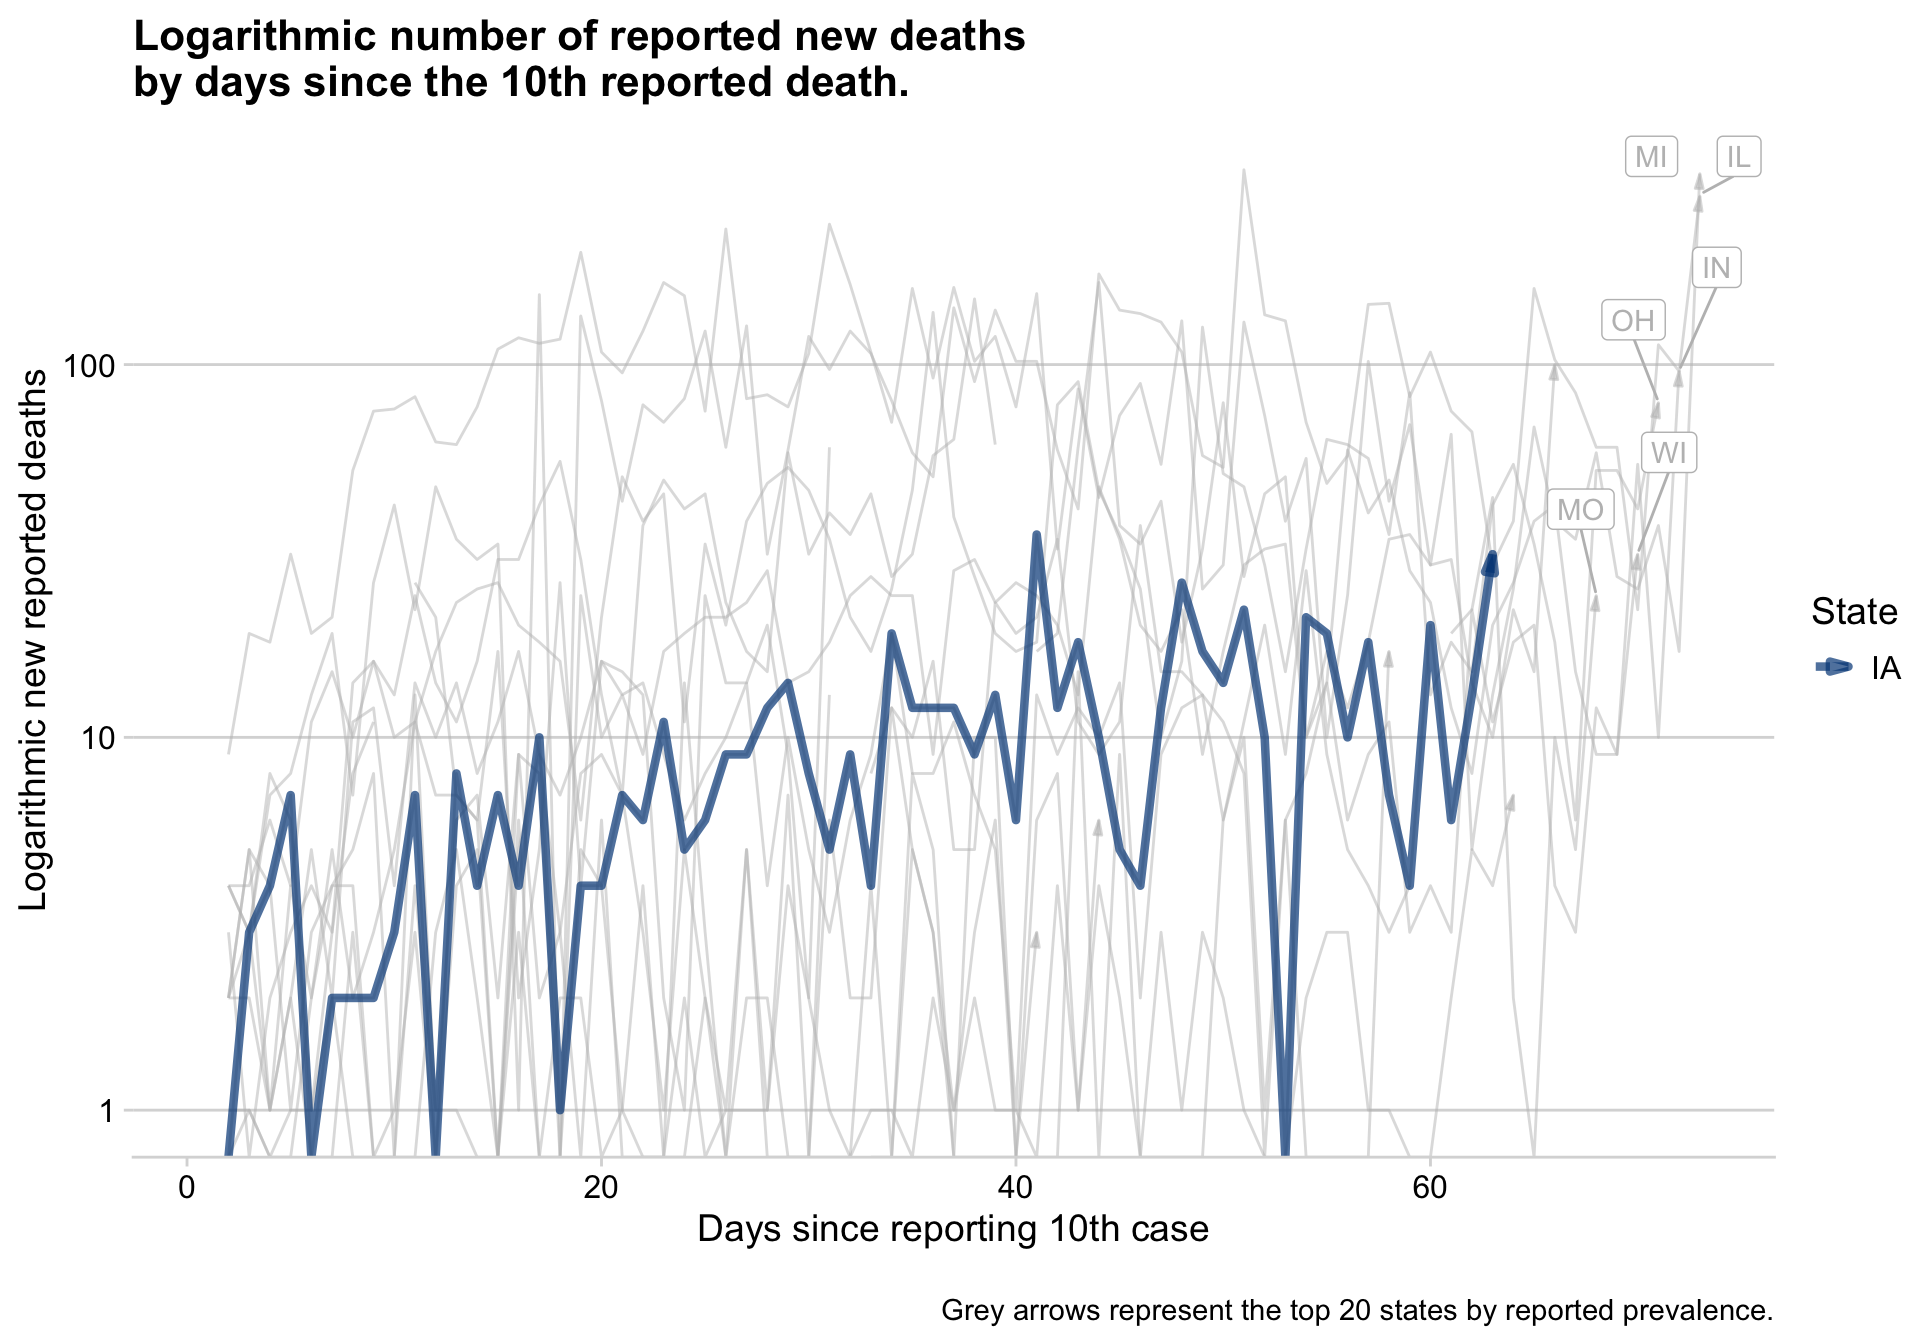 Logarithmic number of reported new deaths
by days since the 10th reported death.
MI
IL
IN
OH
WI
MO
Logarithmic new reported deaths
100
10
1
0
20
40
60
Days since reporting 10th case
State
IA
Grey arrows represent the top 20 states by reported prevalence.